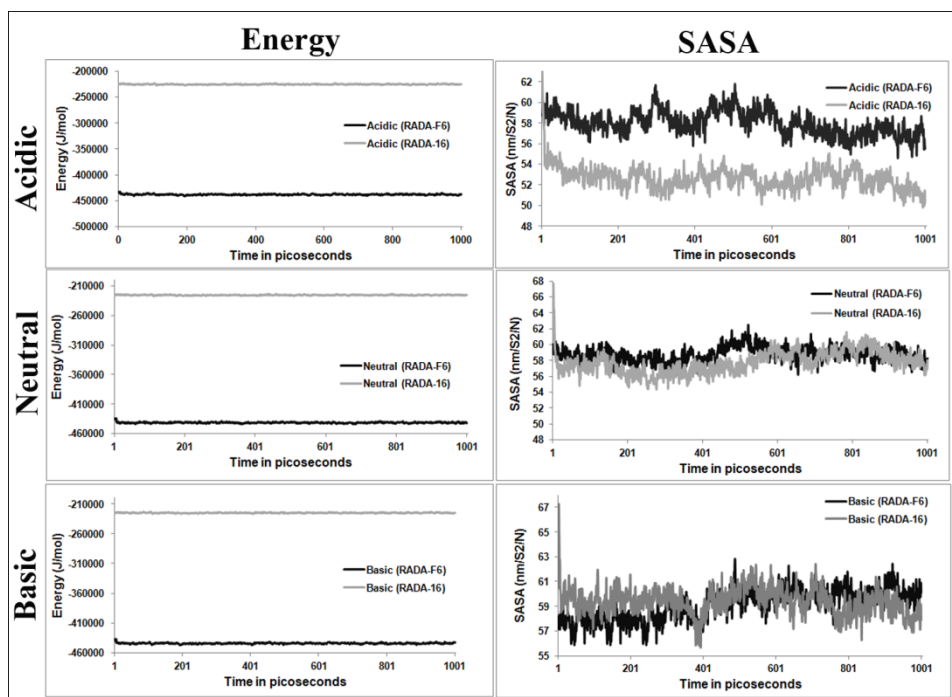 Energy
SASA
Acidic
Energy (J/mol)
-200000
-250000
-300000
-350000
-400000
-450000
-500000
Acidic (RADA-F6)
Acidic (RADA-16)
0
200
400
600
800
1000
Time in picoseconds
SASA (nm/S2/N)
62
60
58
56
54
52
50
48
Acidic (RADA-F6)
Acidic (RADA-16)
1
201
401
601
801
1001
Time in picoseconds
Neutral
Energy (J/mol)
-210000
-260000
-310000
-360000
-410000
-460000
Neutral (RADA-F6)
Neutral (RADA-16)
1
201
401
601
801
1001
Time in picoseconds
SASA (nm/S2/N)
68
66
64
62
60
58
56
54
52
50
48
Neutral (RADA-F6)
Neutral (RADA-16)
1
201
401
601
801
1001
Time in picoseconds
Basic
Energy (J/mol)
-210000
-260000
-310000
-360000
-410000
-460000
Basic (RADA-F6)
Basic (RADA-16)
1
201
401
601
801
1001
Time in picoseconds
SASA (nm/S2/N)
67
65
63
61
59
57
55
Basic (RADA-F6)
Basic (RADA-16)
1
201
401
601
801
1001
Time in picoseconds